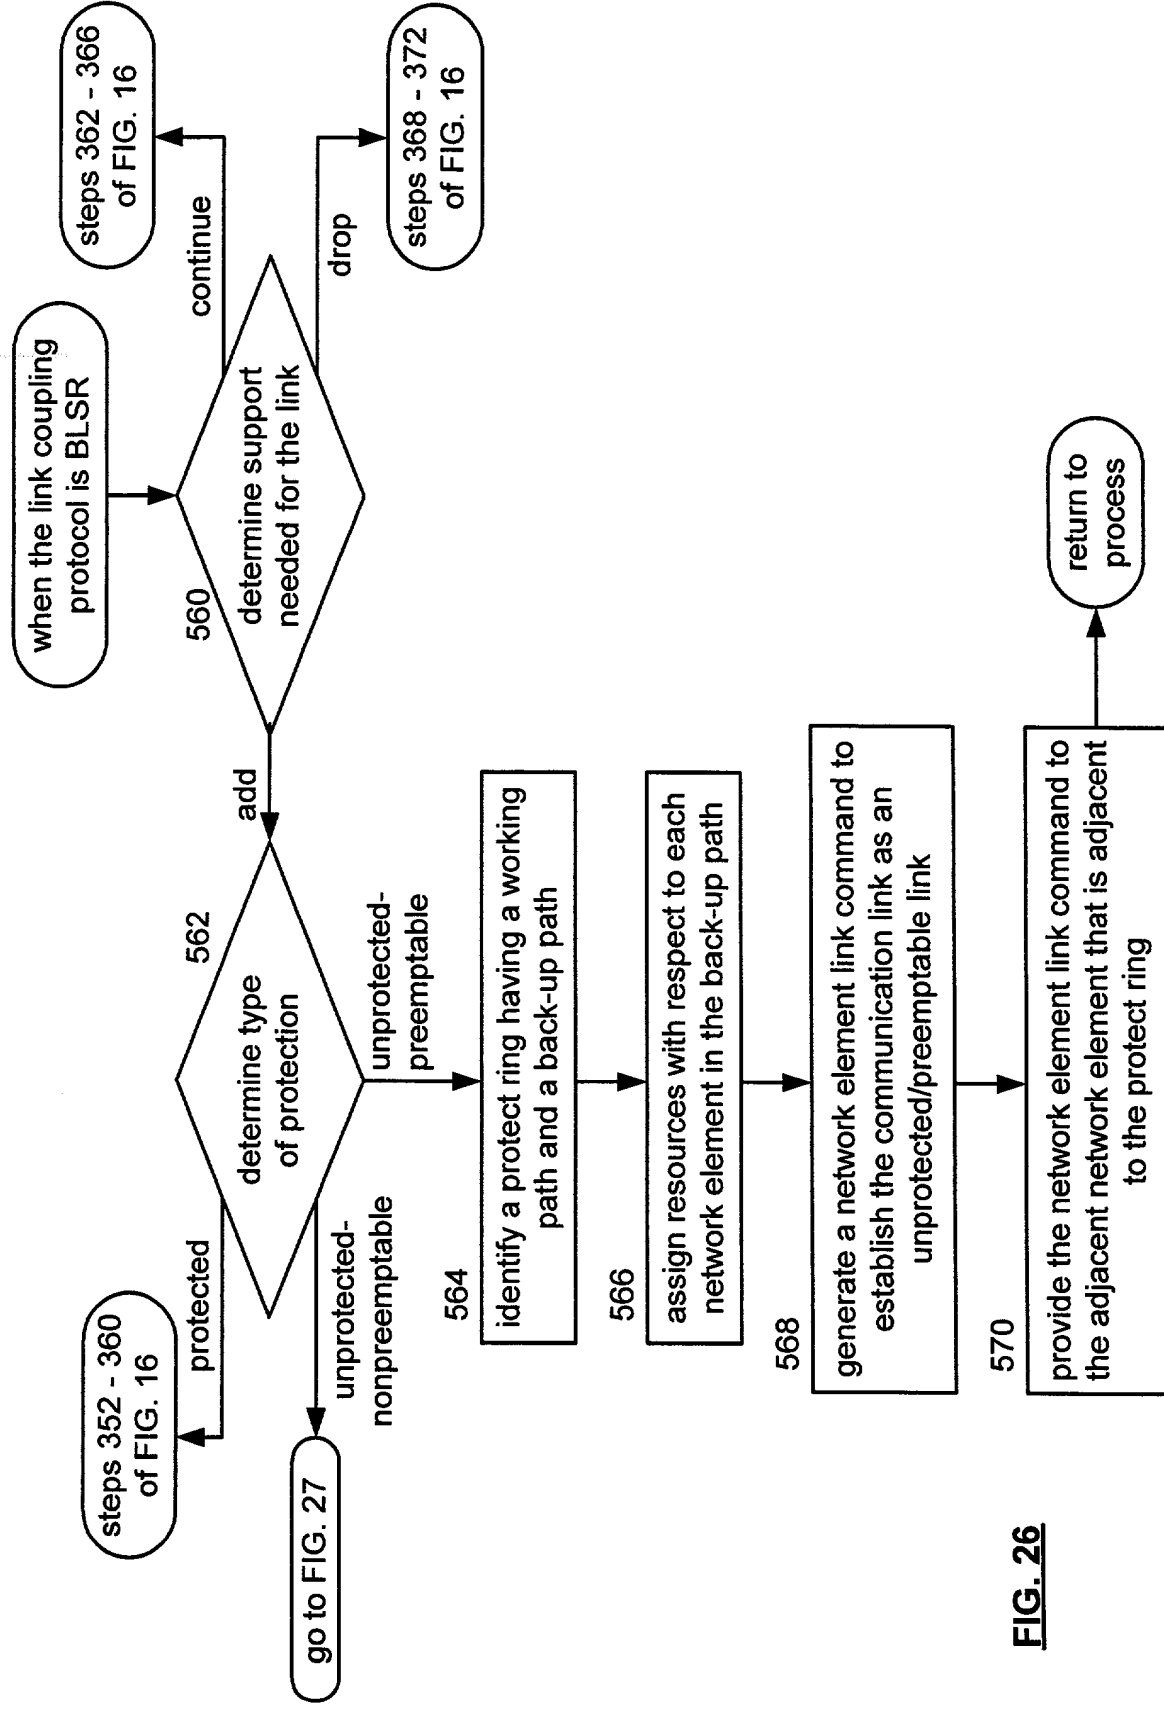 when the link coupling
protocol is BLSR
560
determine support
needed for the link
continue
steps 362 - 366
of FIG. 16
drop
steps 368 - 372
of FIG. 16
add
562
determine type
of protection
protected
steps 352 - 360
of FIG. 16
unprotected-
nonpreemptable
go to FIG. 27
unprotected-
preemptable
564
identify a protect ring having a working
path and a back-up path
566
assign resources with respect to each
network element in the back-up path
568
generate a network element link command to
establish the communication link as an
unprotected/preemptable link
570
provide the network element link command to
the adjacent network element that is adjacent
to the protect ring
return to
process
FIG. 26